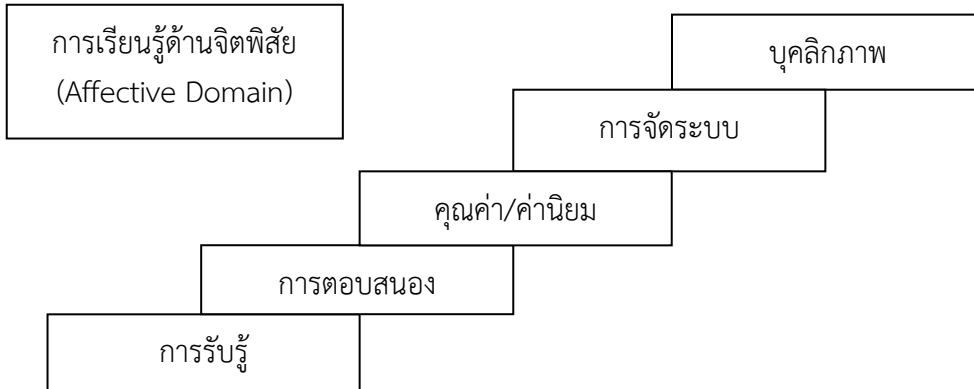 การเรียนรู้ด้านจิตพิสัย
(Affective Domain)
บุคลิกภาพ
การจัดระบบ
คุณค่า/ค่านิยม
การตอบสนอง
การรับรู้